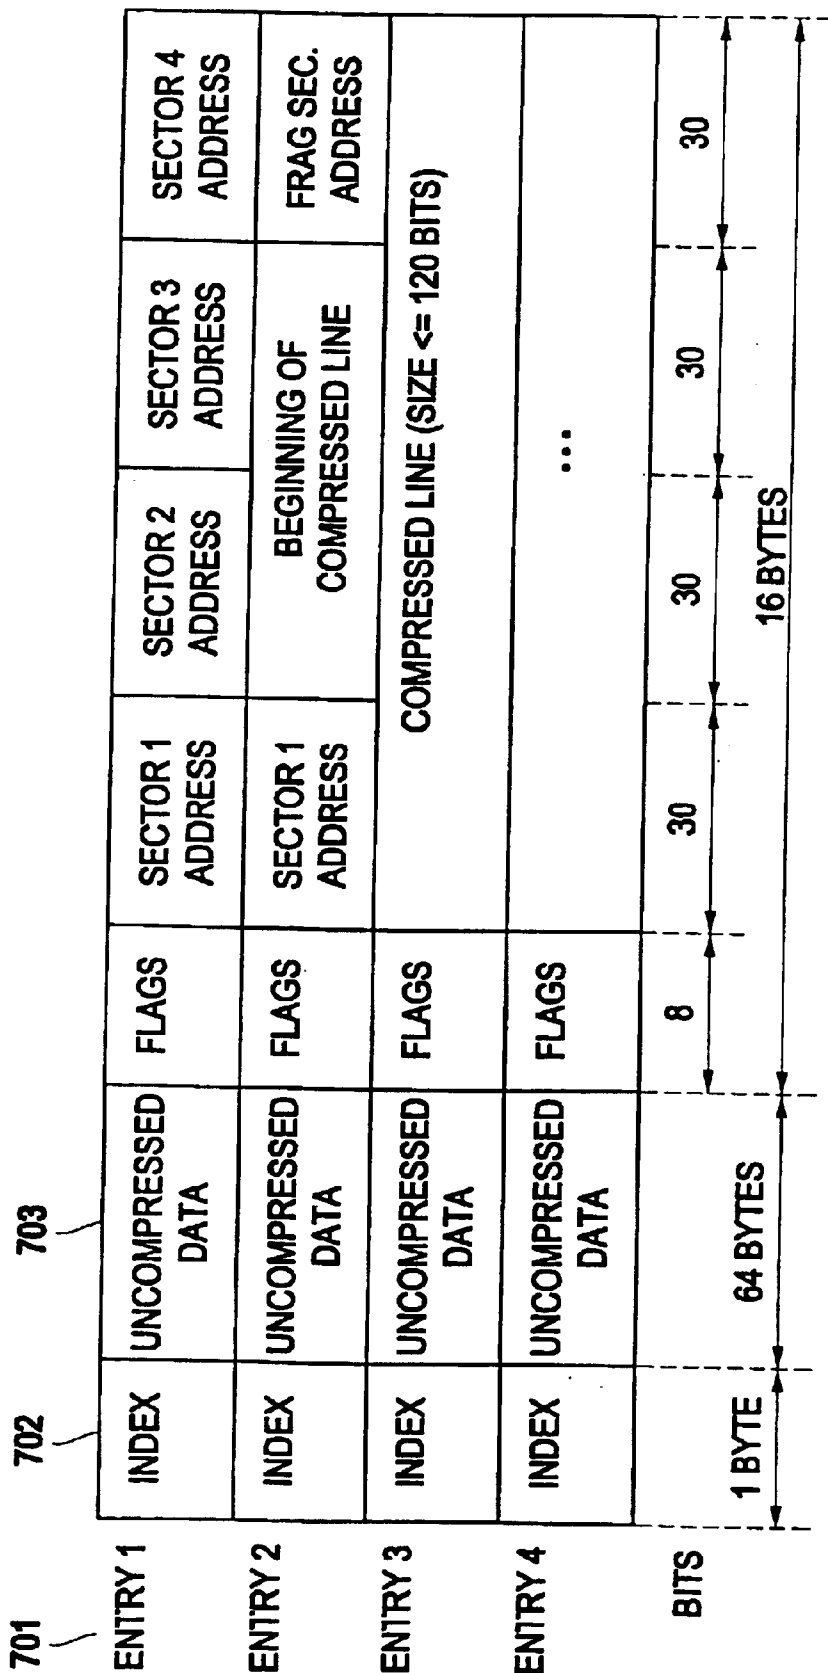 701
702
703
ENTRY 1
INDEX
UNCOMPRESSED
DATA
FLAGS
SECTOR 1
ADDRESS
SECTOR 2
ADDRESS
SECTOR 3
ADDRESS
SECTOR 4
ADDRESS
ENTRY 2
INDEX
UNCOMPRESSED
DATA
FLAGS
SECTOR 1
ADDRESS
BEGINNING OF
COMPRESSED LINE
FRAG SEC.
ADDRESS
ENTRY 3
INDEX
UNCOMPRESSED
DATA
FLAGS
COMPRESSED LINE (SIZE <= 120 BITS)
ENTRY 4
INDEX
UNCOMPRESSED
DATA
FLAGS
...
BITS
8
30
30
30
30
1 BYTE
64 BYTES
16 BYTES